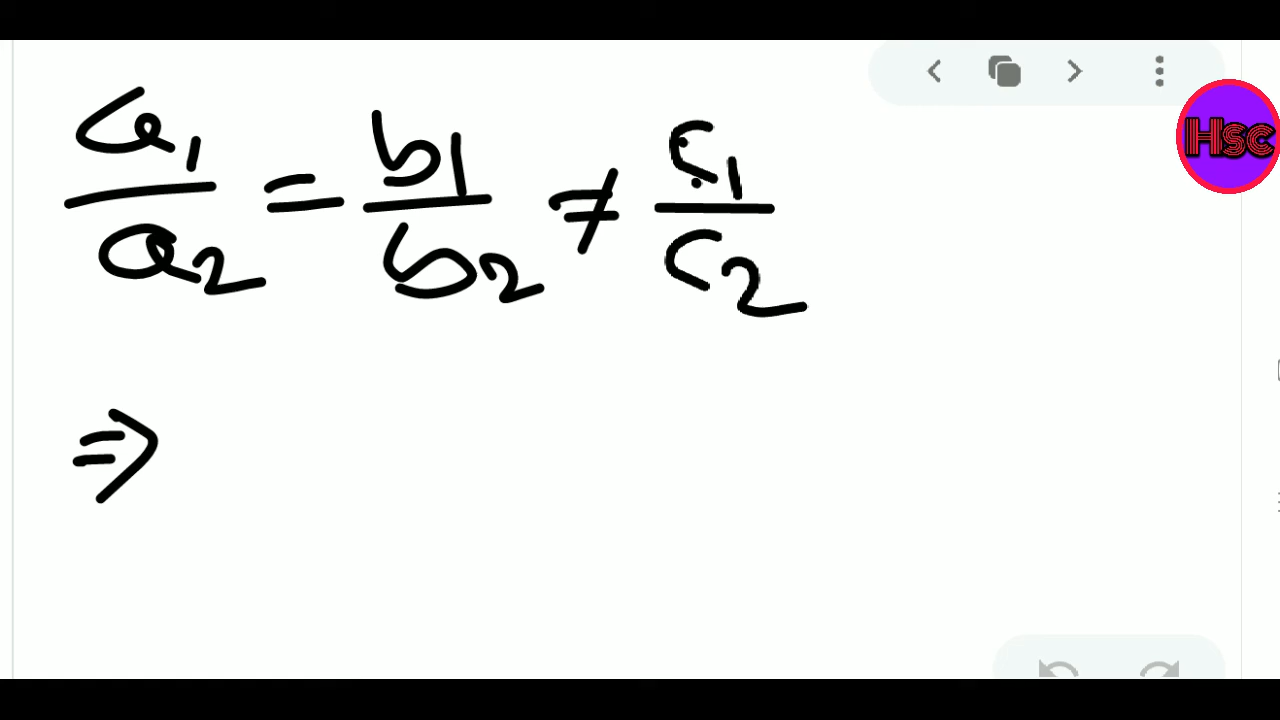 a₁/a₂ = b1/b₂ ≠ c₁/c₂
Hsc
⇒